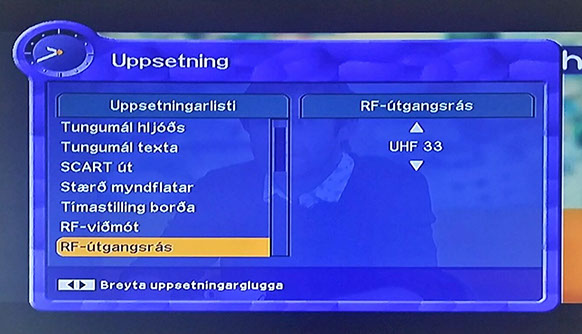 Uppsetning
Uppsetningarlisti
Tungumál hljóðs
Tungumál texta
SCART út
Stærð myndflatar
Tímastilling borða
RF-viðmót
RF-útgangsrás
RF-útgangsrás
UHF 33
Breyta uppsetningarglugga
h